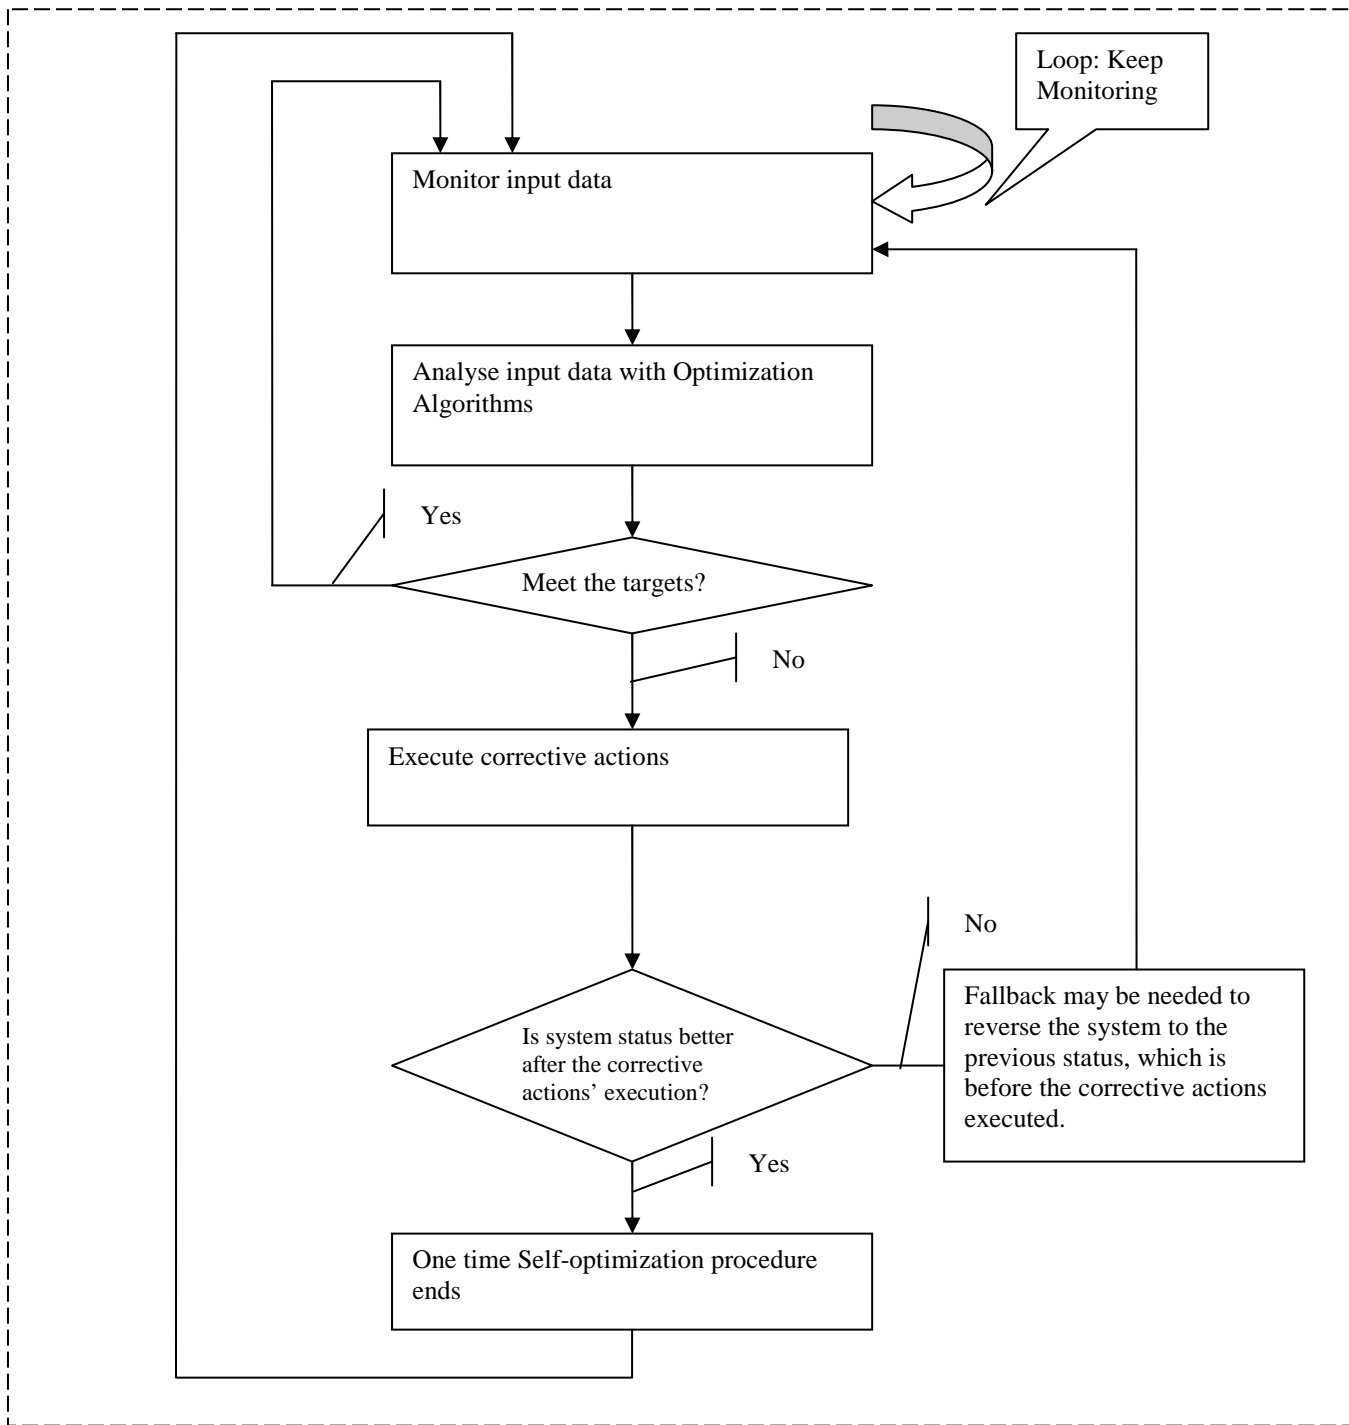 Loop: Keep
Monitoring
Monitor input data
Analyse input data with Optimization
Algorithms
Yes
Meet the targets?
No
Execute corrective actions
No
Fallback may be needed to
reverse the system to the
previous status, which is
before the corrective actions
executed.
Is system status better
after the corrective
actions’ execution?
Yes
One time Self-optimization procedure
ends